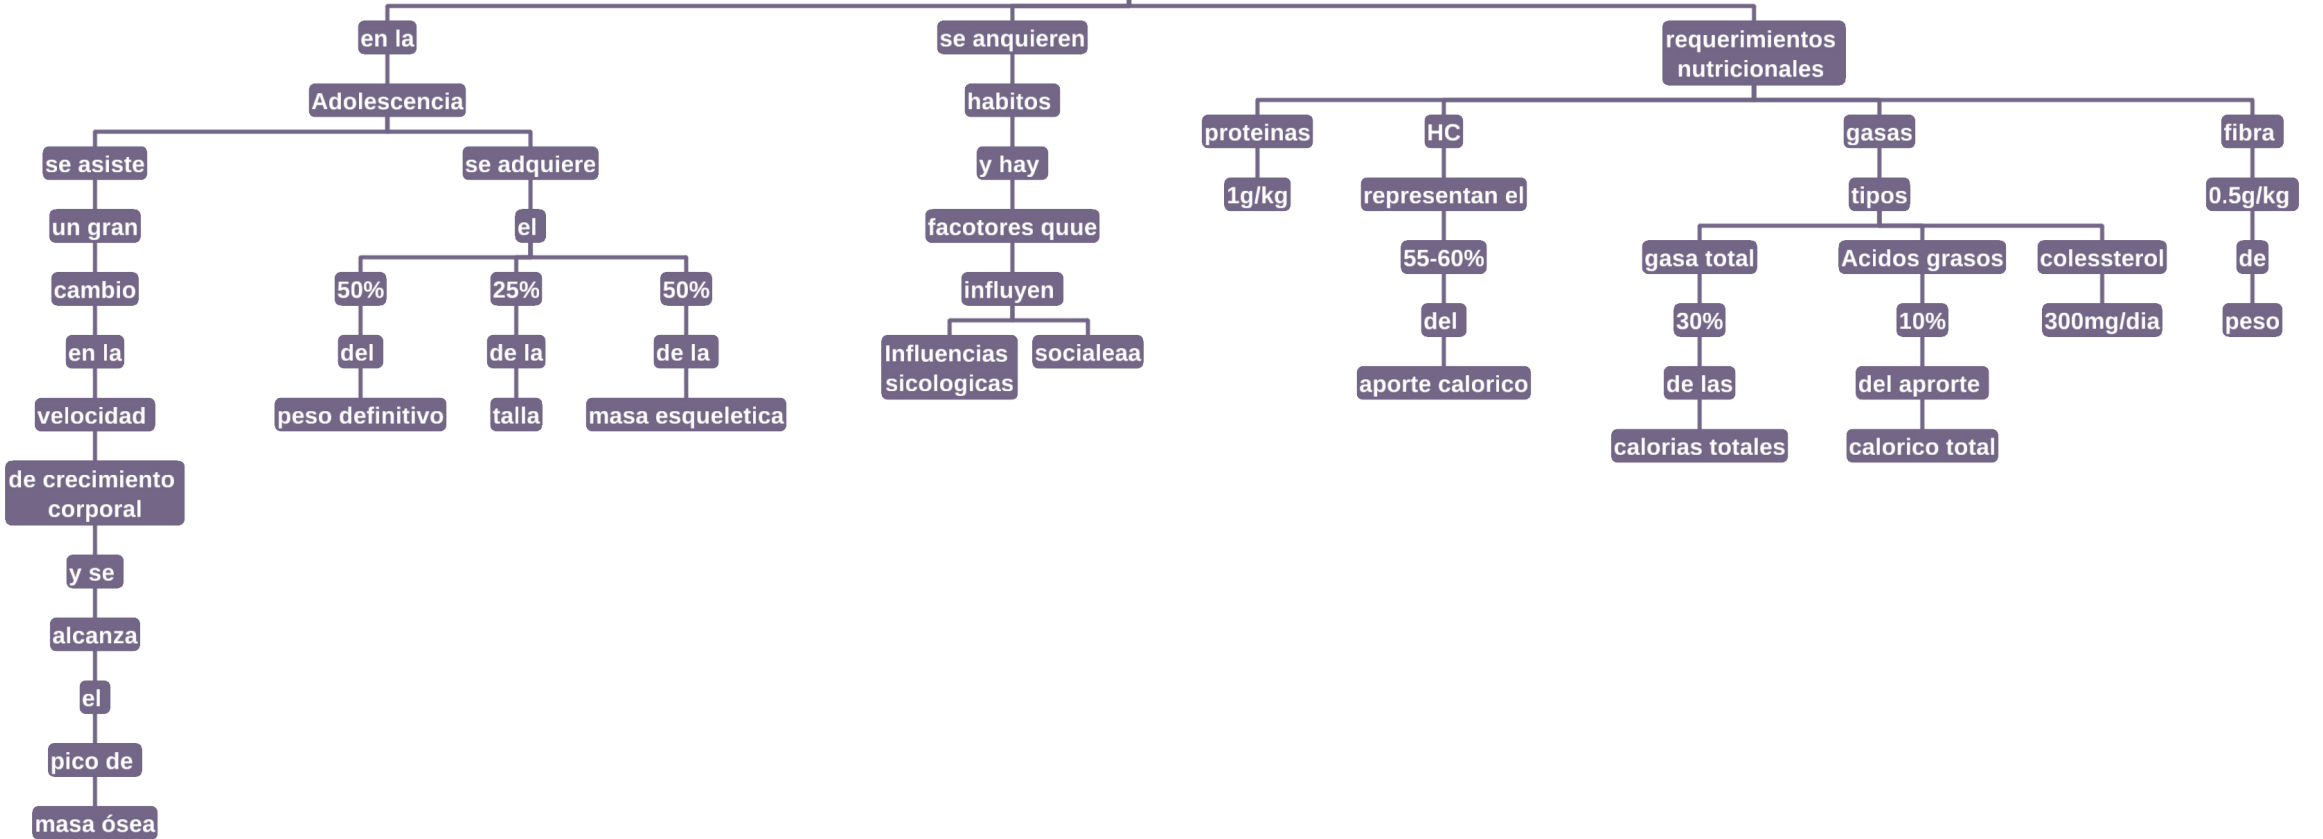 en la
Adolescencia
se asiste
un gran
cambio
en la
velocidad
de crecimiento
corporal
y se
alcanza
el
pico de
masa ósea
se adquiere
el
50%
del
peso definitivo
25%
de la
talla
50%
de la
masa esqueletica
se anquieren
habitos
y hay
facotores quue
influyen
Influencias
sicologicas
socialeaa
requerimientos
nutricionales
proteinas
1g/kg
HC
representan el
55-60%
del
aporte calorico
gasas
tipos
gasa total
30%
de las
calorias totales
Acidos grasos
10%
del aprorte
calorico total
colessterol
300mg/dia
fibra
0.5g/kg
de
peso